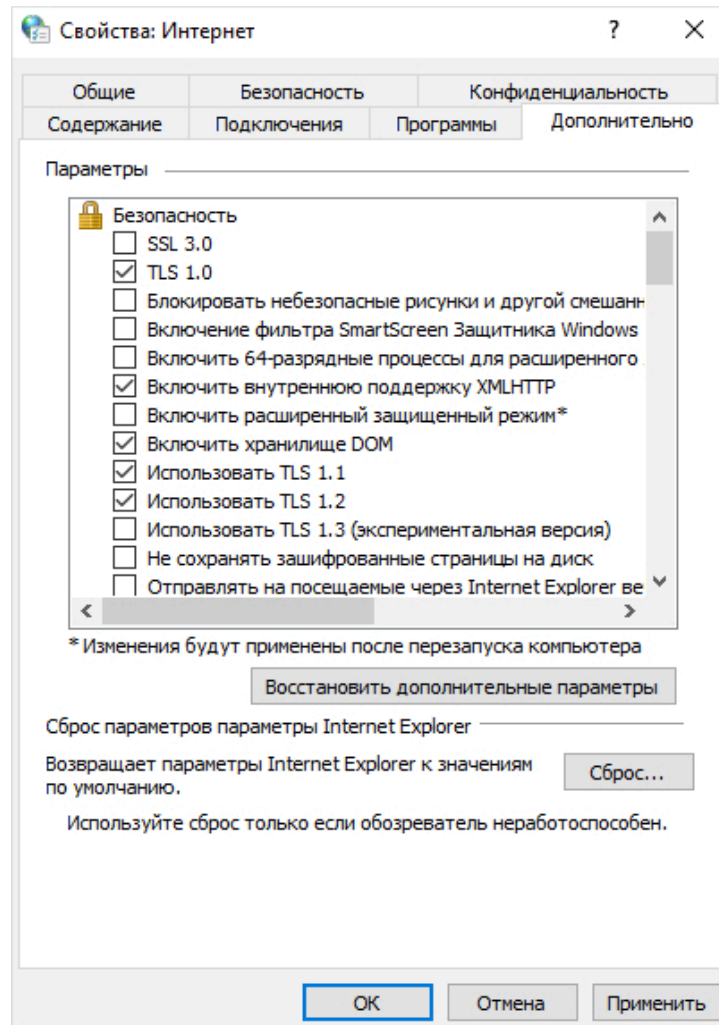 Свойства: Интернет
Общие Безопасность Конфиденциальность
Содержание Подключения Программы Дополнительно
Параметры
Безопасность
SSL 3.0
TLS 1.0
Блокировать небезопасные рисунки и другой смешанн
Включение фильтра SmartScreen Защитника Windows
Включить 64-разрядные процессы для расширенного
Включить внутреннюю поддержку XMLHTTP
Включить расширенный защищенный режим*
Включить хранилище DOM
Использовать TLS 1.1
Использовать TLS 1.2
Использовать TLS 1.3 (экспериментальная версия)
Не сохранять зашифрованные страницы на диск
Отправлять на посещаемые через Internet Explorer ве
* Изменения будут применены после перезапуска компьютера
Восстановить дополнительные параметры
Сброс параметров параметры Internet Explorer
Возвращает параметры Internet Explorer к значениям
по умолчанию.
Сброс...
Используйте сброс только если обозреватель неработоспособен.
ОК Отмена Применить